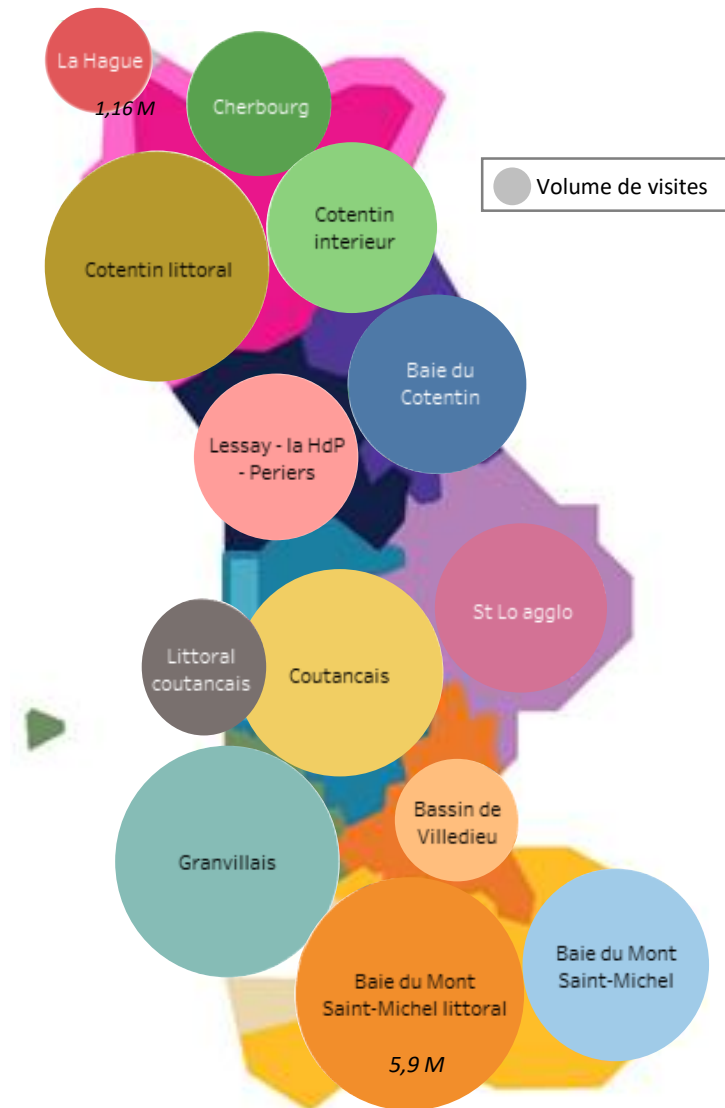 La Hague
1,16 M
Cherbourg
Volume de visites
Cotentin
interieur
Cotentin littoral
Baie du
Cotentin
Lessay - la HdP
- Periers
St Lo agglo
Littoral
coutancais
Coutancais
Bassin de
Villedieu
Granvillais
Baie du Mont
Saint-Michel
Baie du Mont
Saint-Michel littoral
5,9 M